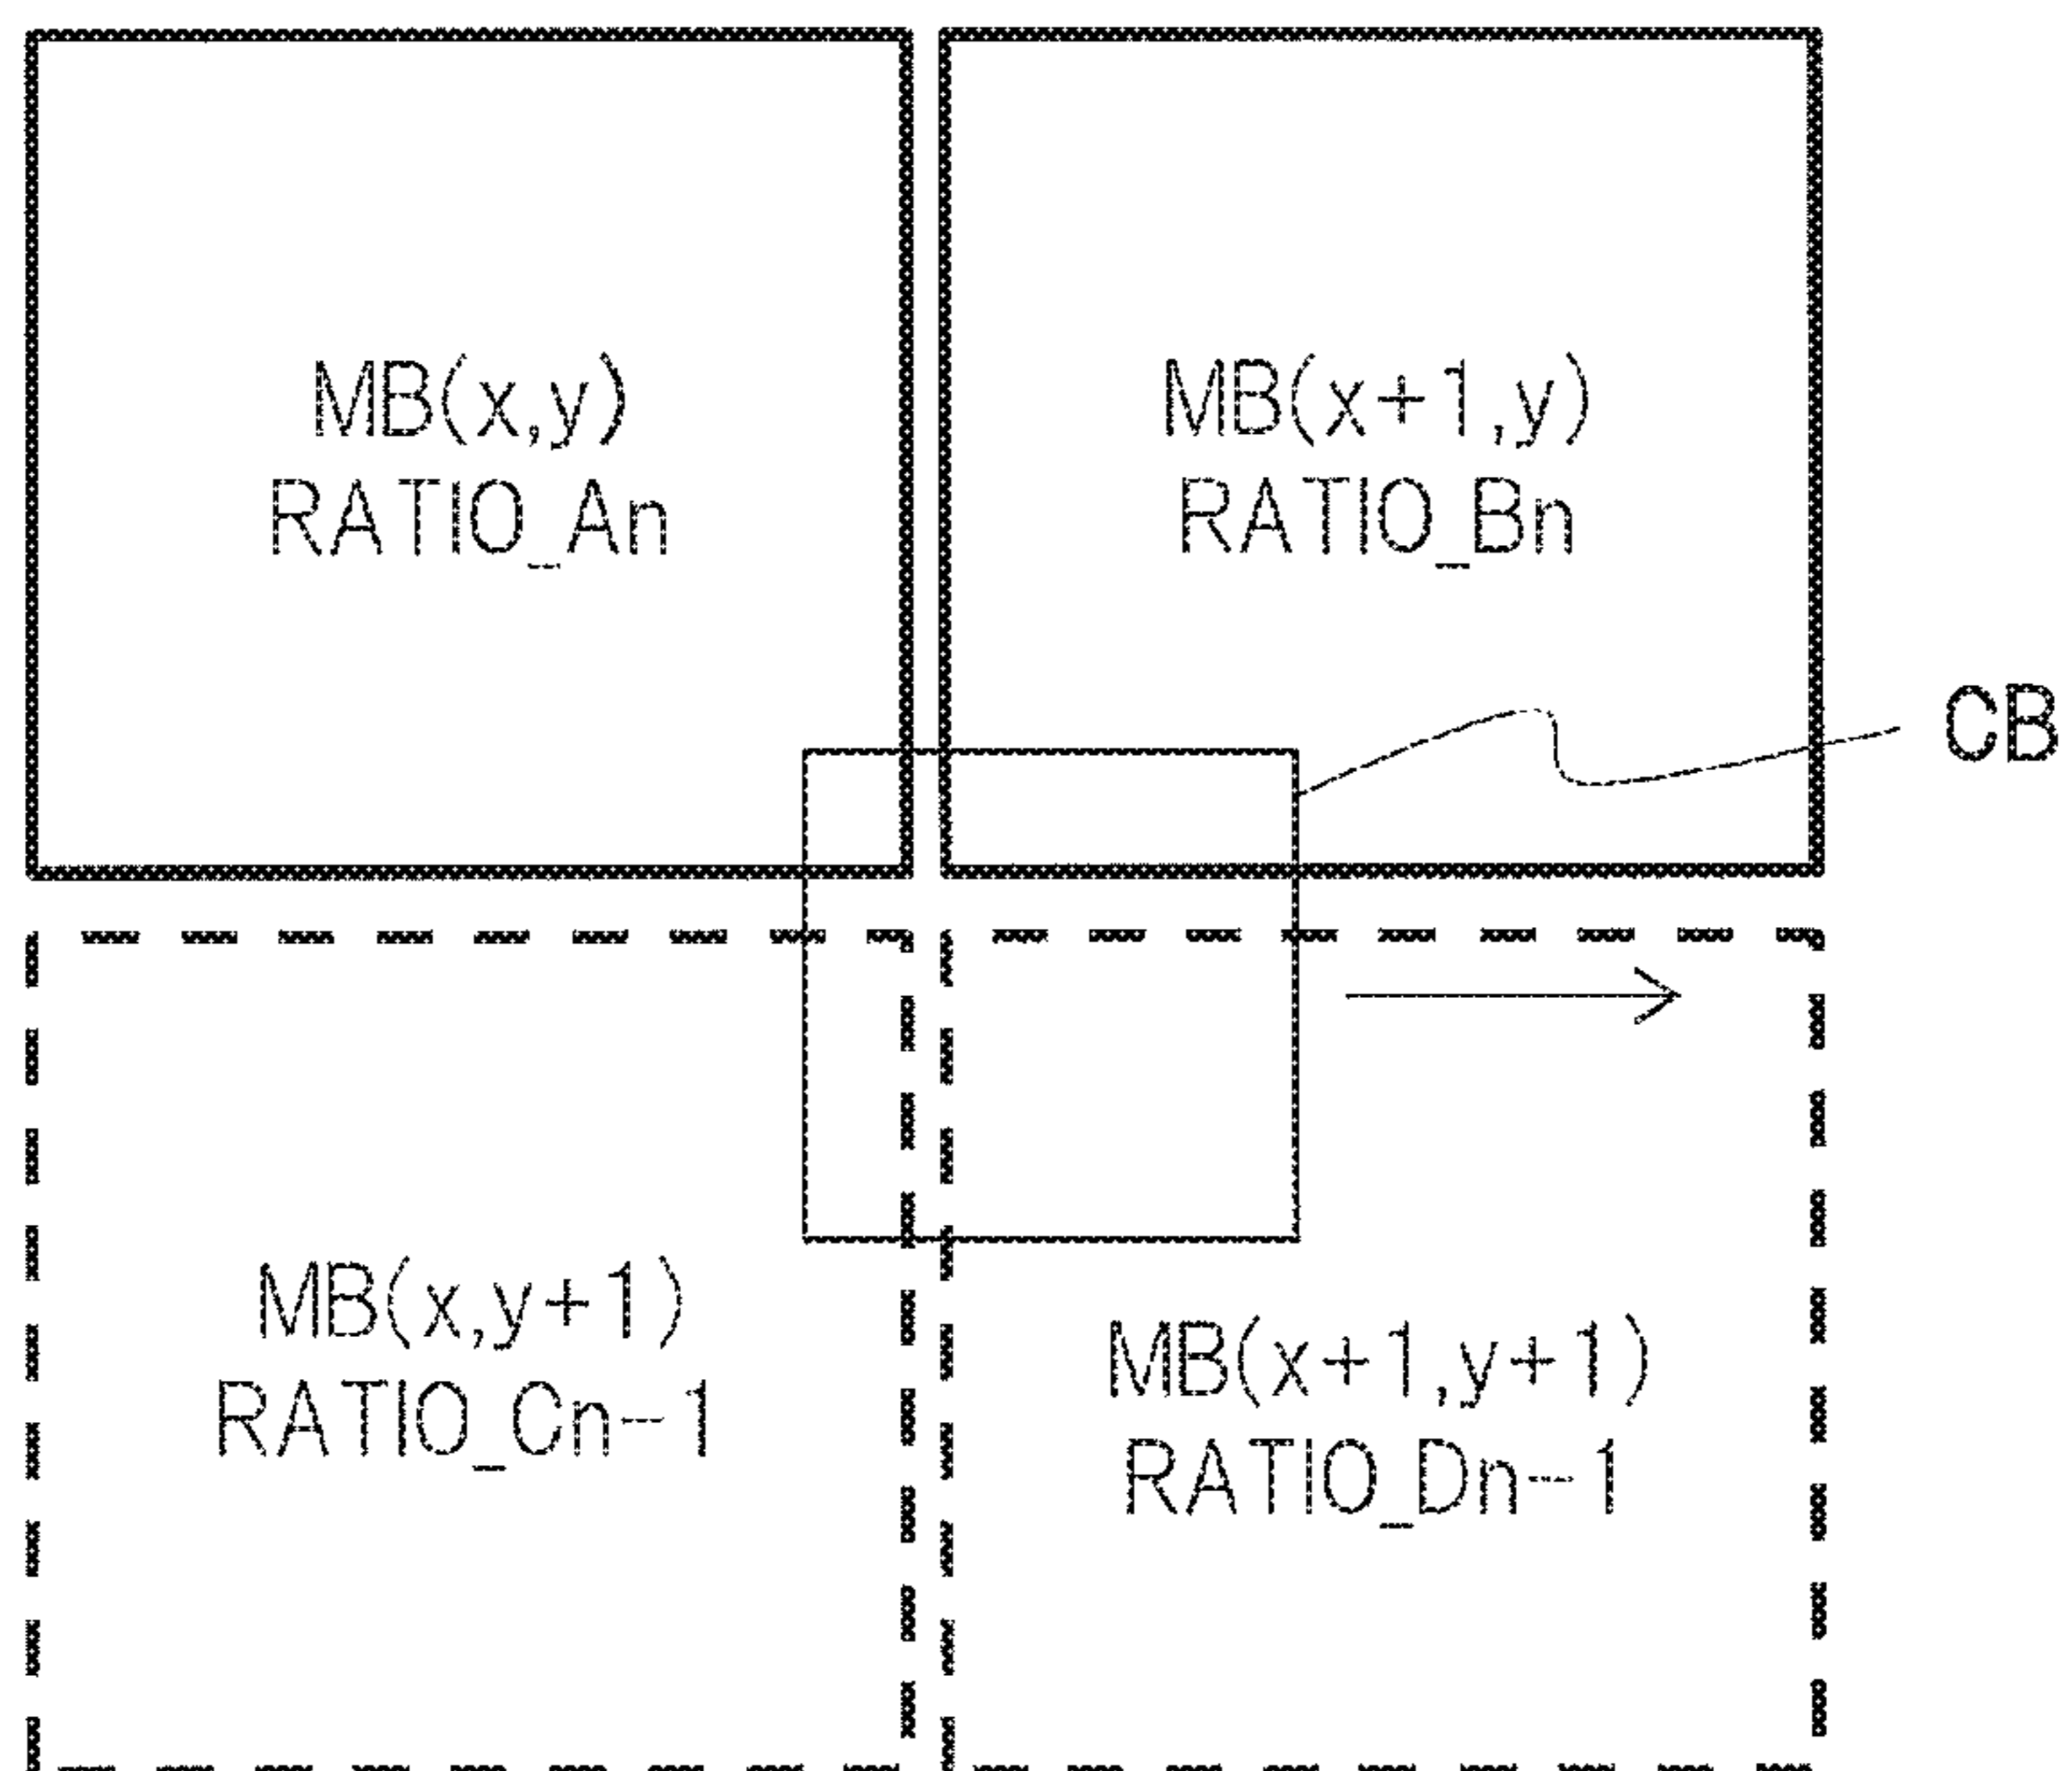 MB(x,y)
RATIO_An
MB(x+1,y)
RATIO_Bn
CB
MB(x,y+1)
RATIO_Cn-1
MB(x+1,y+1)
RATIO_Dn-1